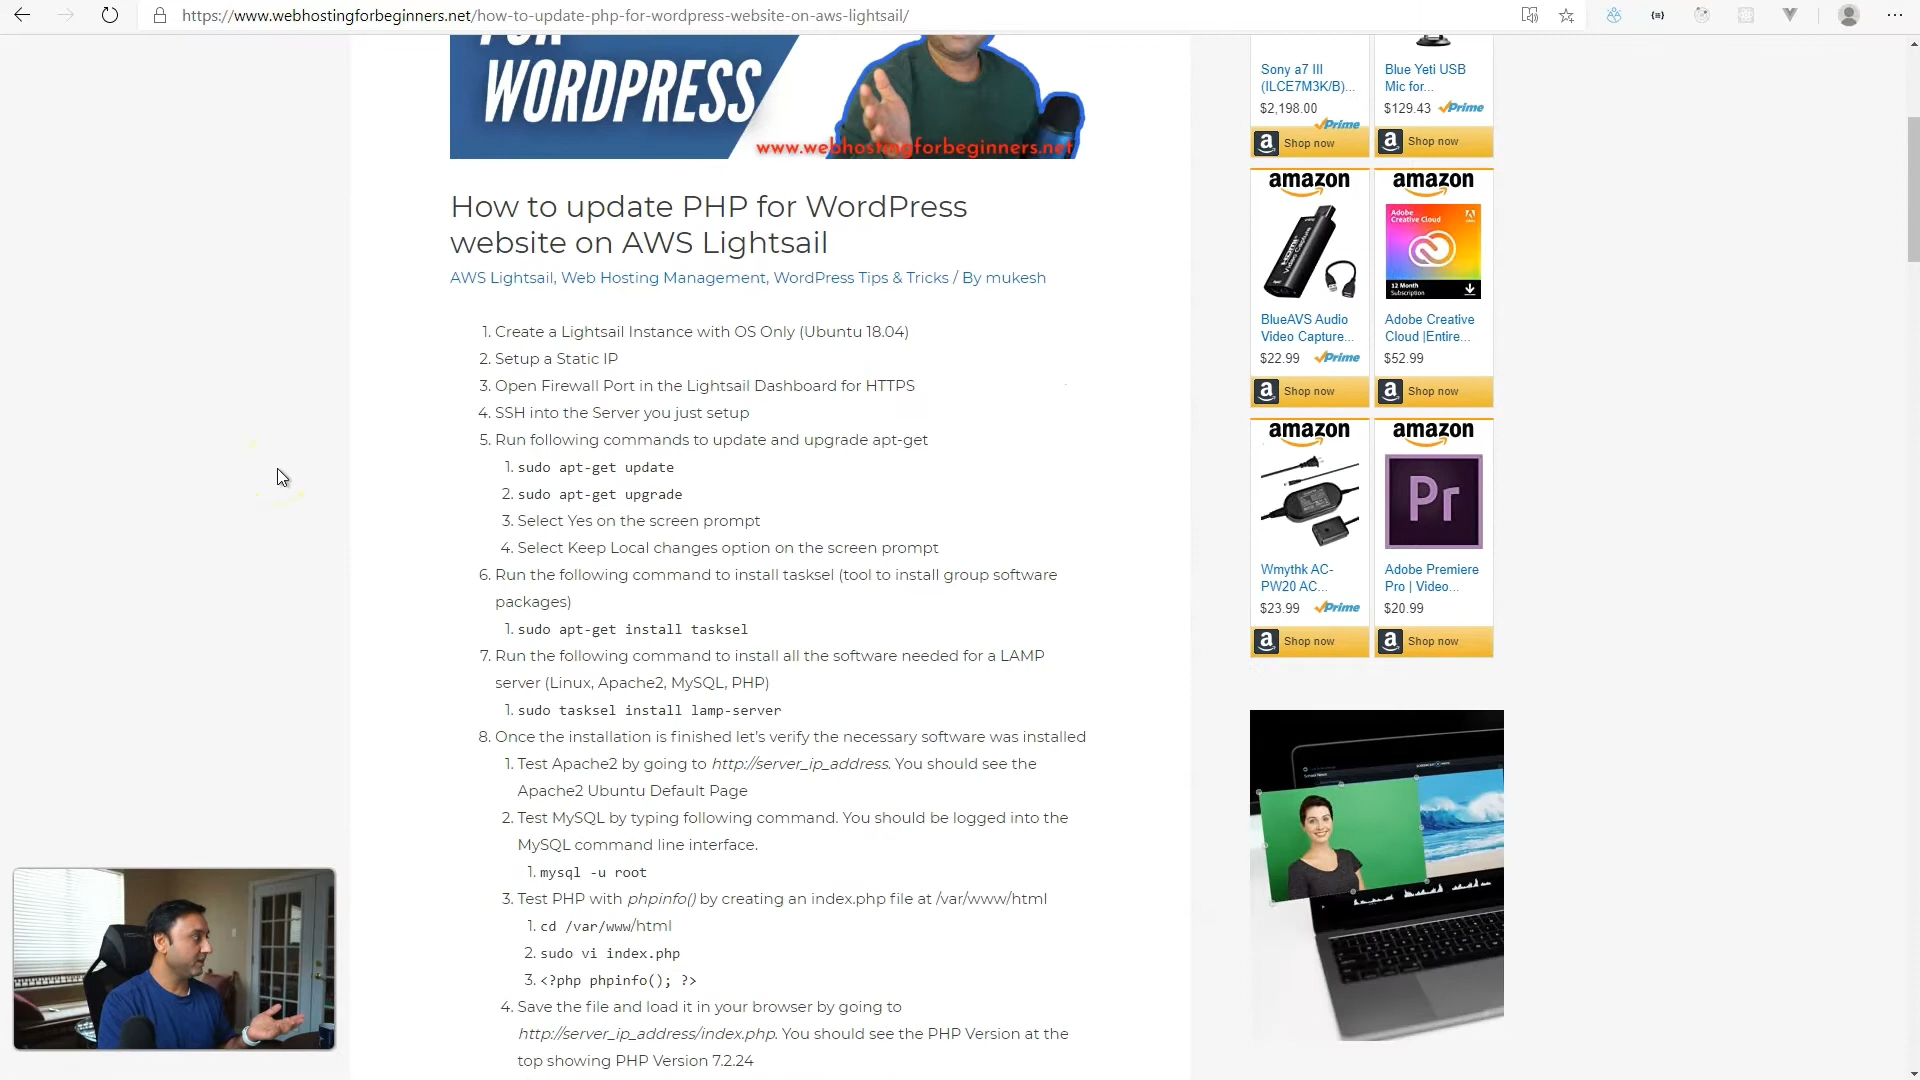 https://www.webhostingforbeginners.net/how-to-update-php-for-wordpress-website-on-aws-lightsail/
FOR
WORDPRESS
www.webhostingforbeginners.net
How to update PHP for WordPress
website on AWS Lightsail
AWS Lightsail, Web Hosting Management, WordPress Tips & Tricks / By mukesh
1. Create a Lightsail Instance with OS Only (Ubuntu 18.04)
2. Setup a Static IP
3. Open Firewall Port in the Lightsail Dashboard for HTTPS
4. SSH into the Server you just setup
5. Run following commands to update and upgrade apt-get
1. sudo apt-get update
2. sudo apt-get upgrade
3. Select Yes on the screen prompt
4. Select Keep Local changes option on the screen prompt
6. Run the following command to install tasksel (tool to install group software
packages)
1. sudo apt-get install tasksel
7. Run the following command to install all the software needed for a LAMP
server (Linux, Apache2, MySQL, PHP)
1. sudo tasksel install lamp-server
8. Once the installation is finished let’s verify the necessary software was installed
1. Test Apache2 by going to http://server_ip_address. You should see the
Apache2 Ubuntu Default Page
2. Test MySQL by typing following command. You should be logged into the
MySQL command line interface.
1. mysql -u root
3. Test PHP with phpinfo() by creating an index.php file at /var/www/html
1. cd /var/www/html
2. sudo vi index.php
3. <?php phpinfo(); ?>
4. Save the file and load it in your browser by going to
http://server_ip_address/index.php. You should see the PHP Version at the
top showing PHP Version 7.2.24
Sony a7 III
(ILCE7M3K/B)...
$2,198.00
Prime
Shop now
Blue Yeti USB
Mic for...
$129.43 Prime
Shop now
amazon
HDMI
BlueAVS Audio
Video Capture...
$22.99 Prime
Shop now
amazon
Adobe
Creative Cloud
12 Month
Subscription
Adobe Creative
Cloud |Entire...
$52.99
Shop now
amazon
Wmythk AC-
PW20 AC...
$23.99 Prime
Shop now
amazon
Pr
Adobe Premiere
Pro | Video...
$20.99
Shop now